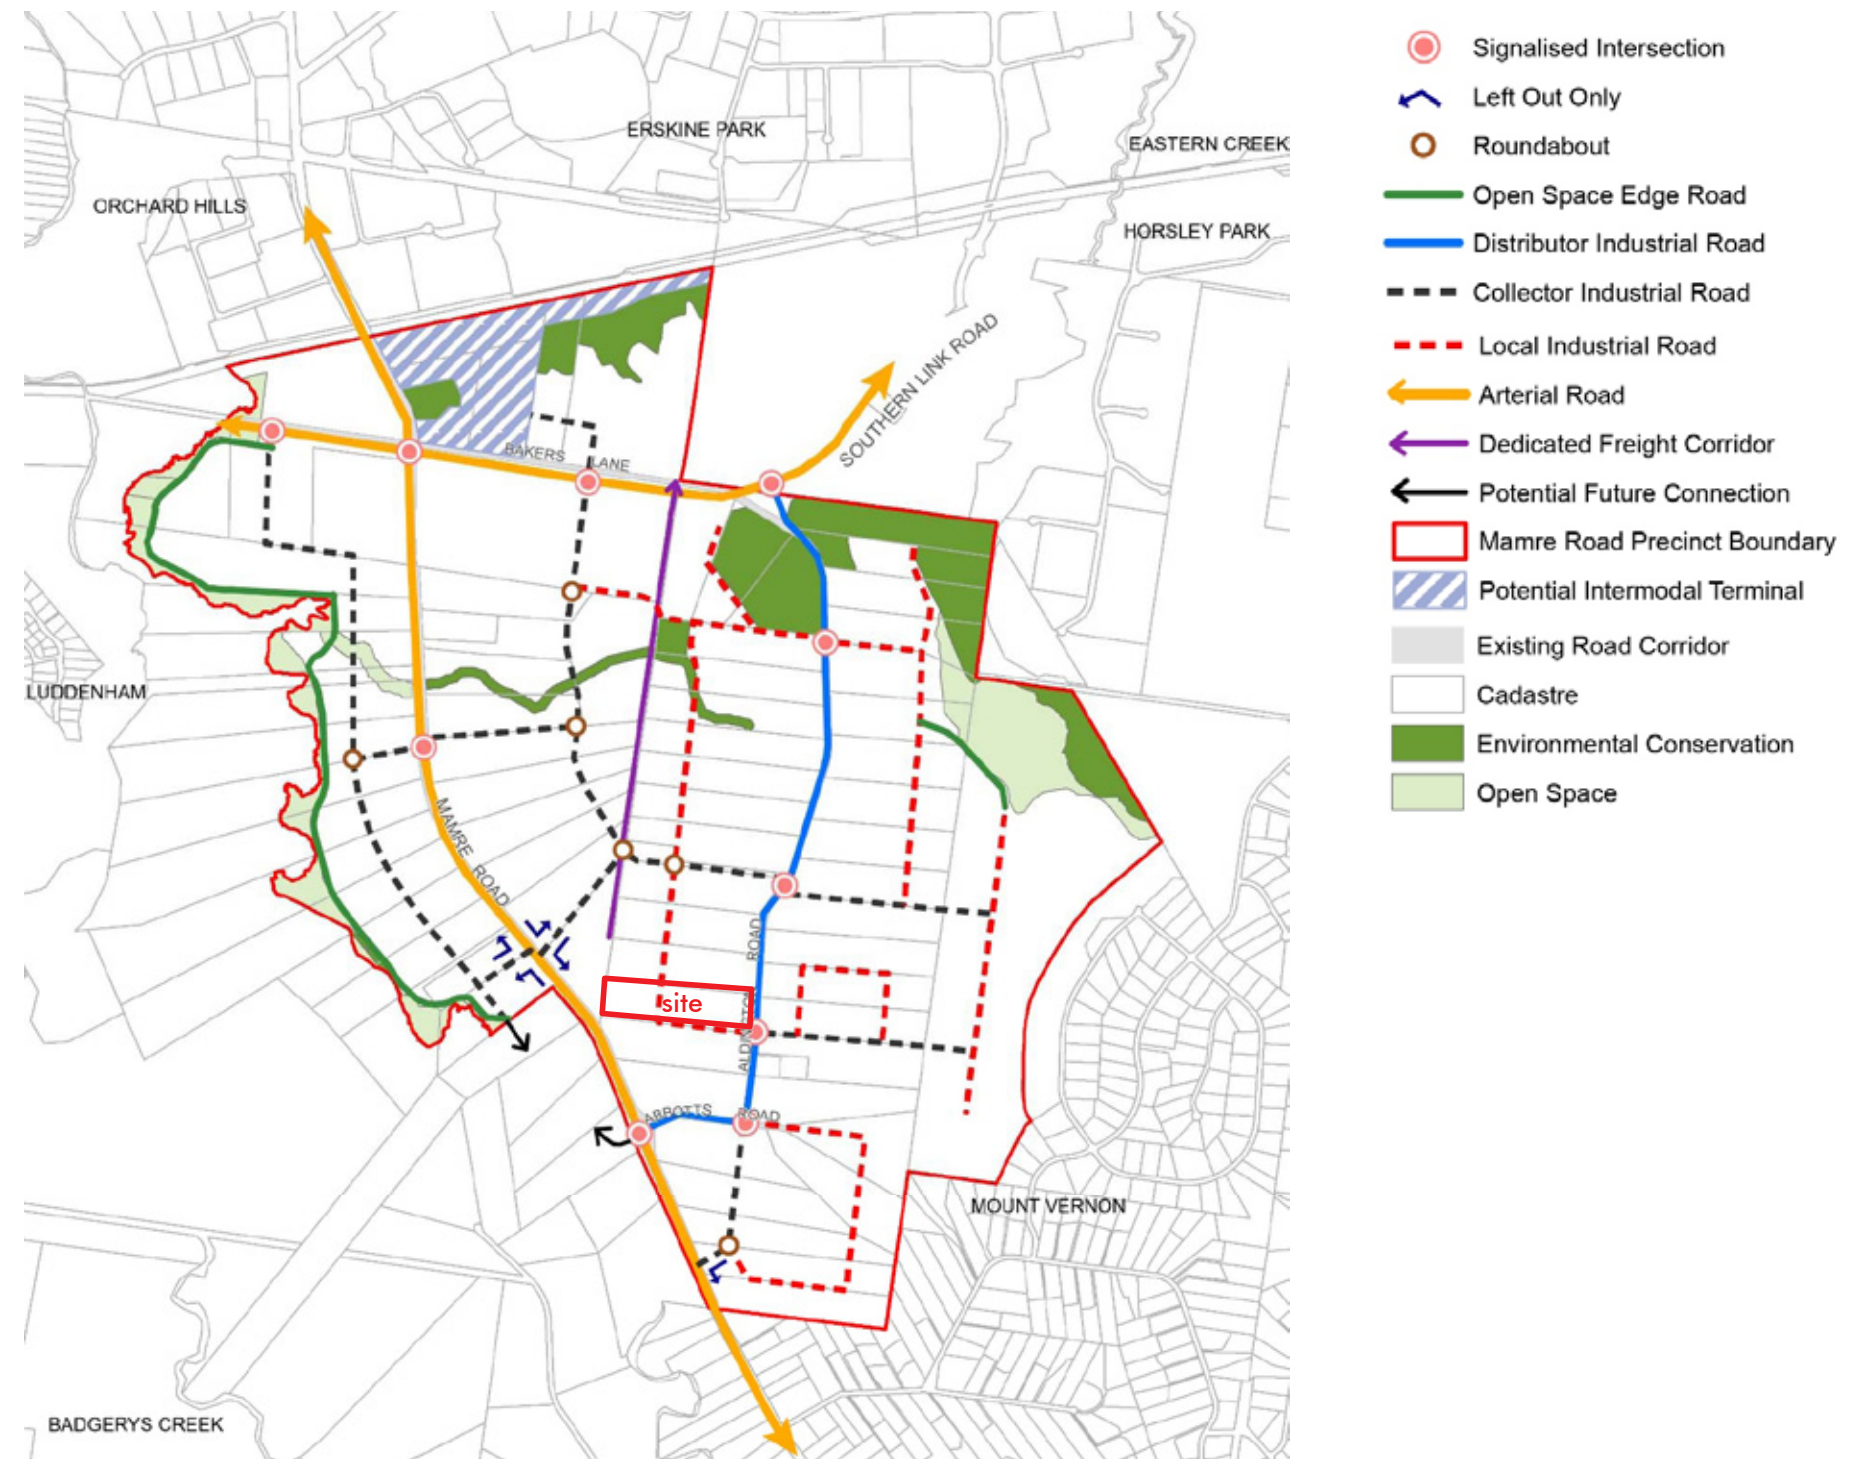 ERSKINE PARK
EASTERN CREEK
ORCHARD HILLS
HORSLEY PARK
SOUTHERN LINK ROAD
BAKERS LANE
LUDDENHAM
MAMRE ROAD
ALDINGTON ROAD
site
ABBOTTS ROAD
MOUNT VERNON
BADGERYS CREEK
Signalised Intersection
Left Out Only
Roundabout
Open Space Edge Road
Distributor Industrial Road
Collector Industrial Road
Local Industrial Road
Arterial Road
Dedicated Freight Corridor
Potential Future Connection
Mamre Road Precinct Boundary
Potential Intermodal Terminal
Existing Road Corridor
Cadastre
Environmental Conservation
Open Space